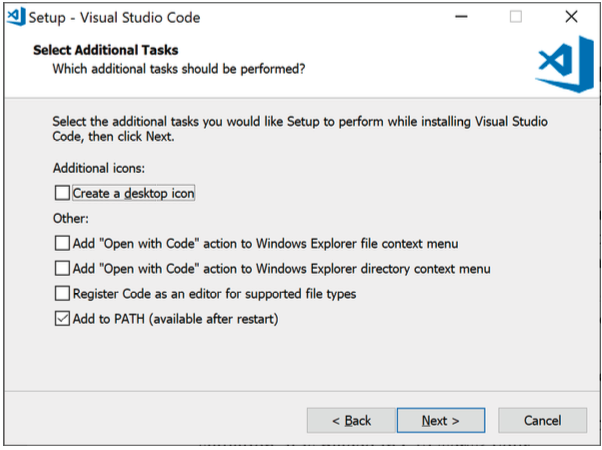 Setup - Visual Studio Code
Select Additional Tasks
Which additional tasks should be performed?
Select the additional tasks you would like Setup to perform while installing Visual Studio
Code, then click Next.
Additional icons:
Create a desktop icon
Other:
Add "Open with Code" action to Windows Explorer file context menu
Add "Open with Code" action to Windows Explorer directory context menu
Register Code as an editor for supported file types
Add to PATH (available after restart)
< Back Next > Cancel